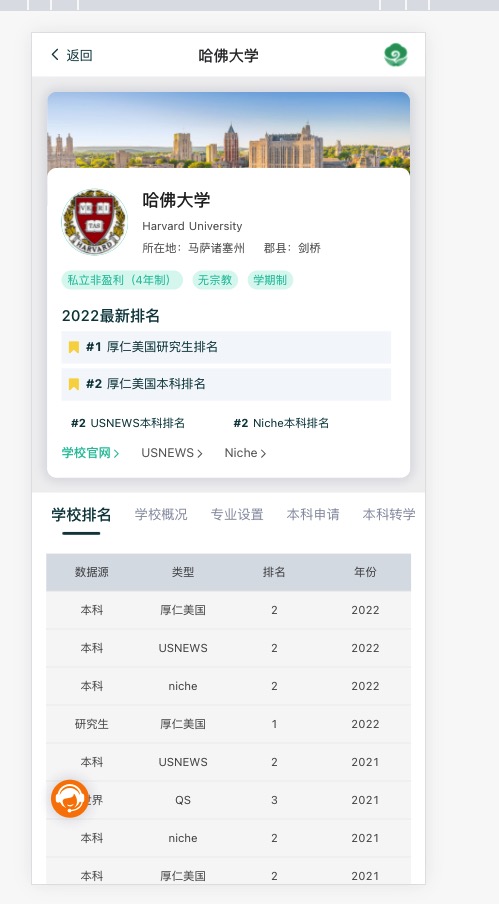 返回 哈佛大学
VE RI
TAS
HARVARD
哈佛大学
Harvard University
所在地: 马萨诸塞州 郡县: 剑桥
私立非盈利（4年制） 无宗教 学期制
2022最新排名
#1 厚仁美国研究生排名
#2 厚仁美国本科排名
#2 USNEWS本科排名 #2 Niche本科排名
学校官网 USNEWS Niche
学校排名 学校概况 专业设置 本科申请 本科转学
数据源 类型 排名 年份
本科 厚仁美国 2 2022
本科 USNEWS 2 2022
本科 niche 2 2022
研究生 厚仁美国 1 2022
本科 USNEWS 2 2021
界 QS 3 2021
本科 niche 2 2021
本科 厚仁美国 2 2021